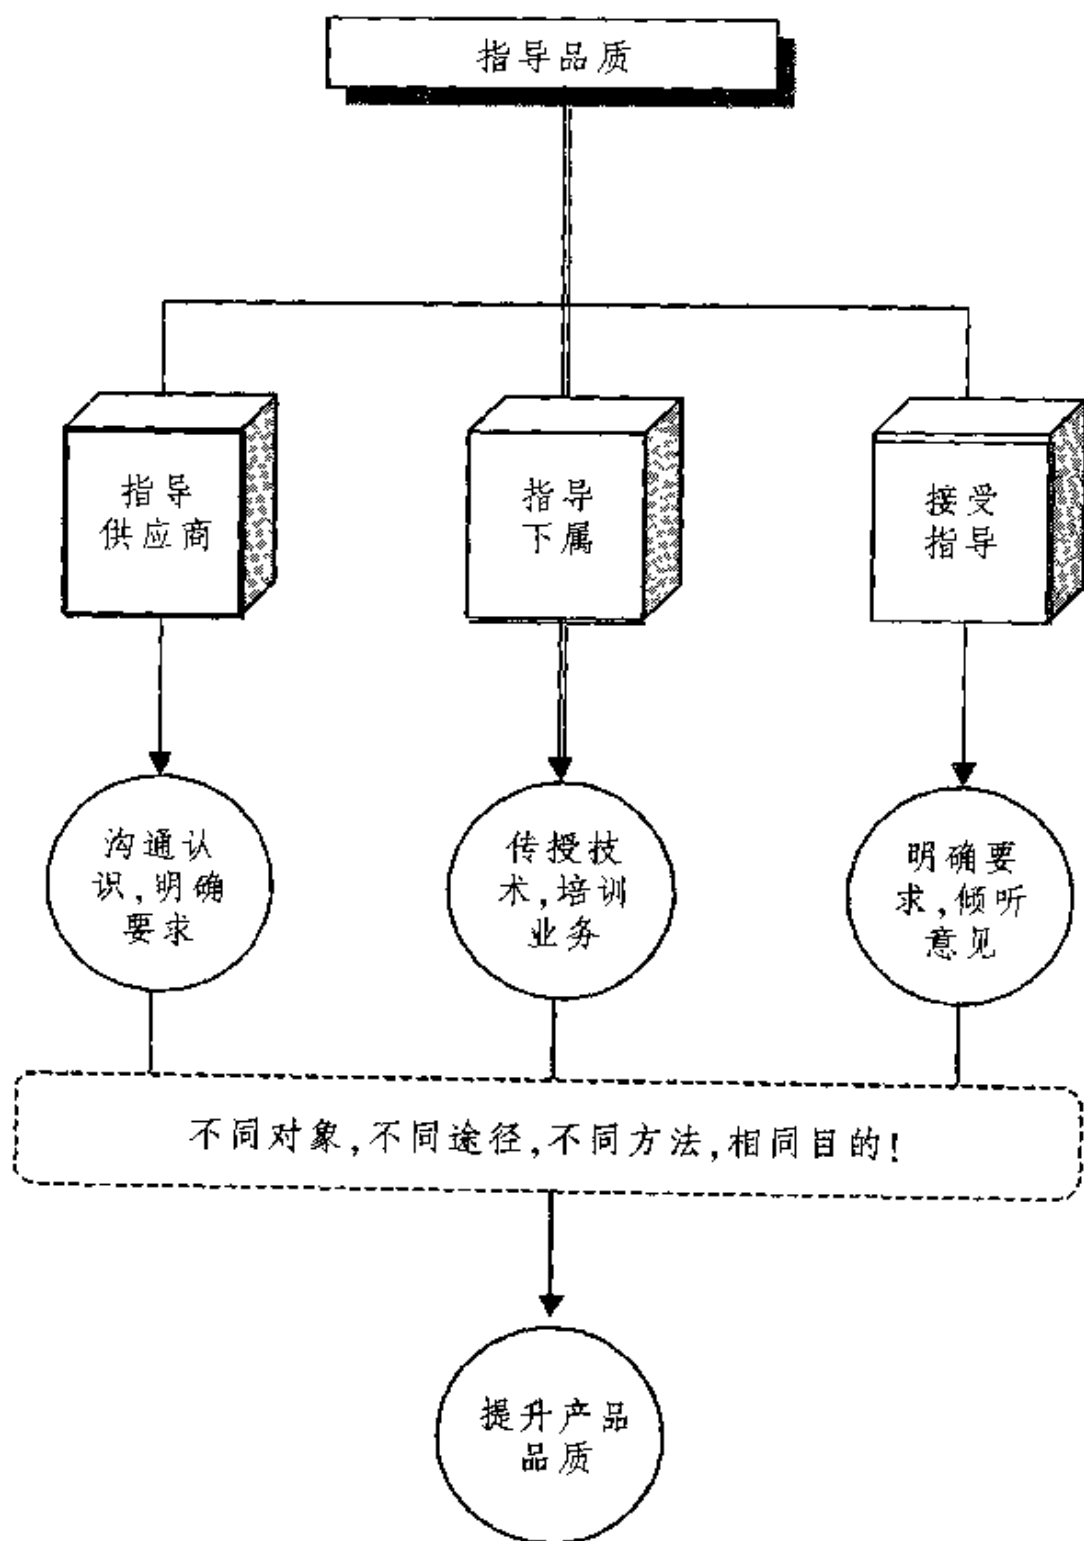 指导品质
指导
供应商
指导
下属
接受
指导
沟通认
识,明确
要求
传授技
术,培训
业务
明确要
求,倾听
意见
不同对象,不同途径,不同方法,相同目的!
提升产品
品质